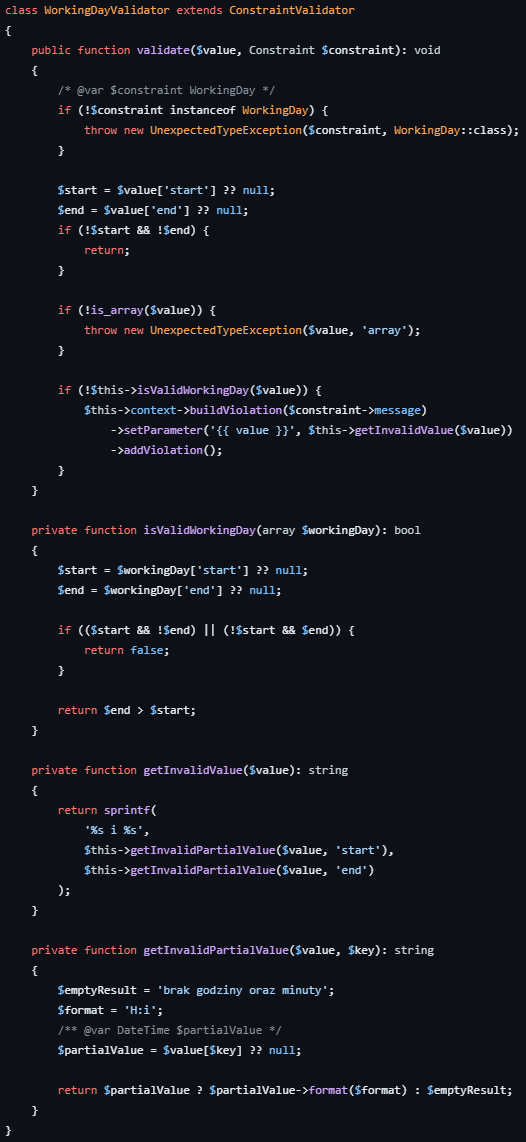 class WorkingDayValidator extends ConstraintValidator
{
    public function validate($value, Constraint $constraint): void
    {
        /* @var $constraint WorkingDay */
        if (!$constraint instanceof WorkingDay) {
            throw new UnexpectedTypeException($constraint, WorkingDay::class);
        }

        $start = $value['start'] ?? null;
        $end = $value['end'] ?? null;
        if (!$start && !$end) {
            return;
        }

        if (!is_array($value)) {
            throw new UnexpectedTypeException($value, 'array');
        }

        if (!$this->isValidWorkingDay($value)) {
            $this->context->buildViolation($constraint->message)
                ->setParameter('{{ value }}', $this->getInvalidValue($value))
                ->addViolation();
        }
    }

    private function isValidWorkingDay(array $workingDay): bool
    {
        $start = $workingDay['start'] ?? null;
        $end = $workingDay['end'] ?? null;

        if (($start && !$end) || (!$start && $end)) {
            return false;
        }

        return $end > $start;
    }

    private function getInvalidValue($value): string
    {
        return sprintf(
            '%s i %s',
            $this->getInvalidPartialValue($value, 'start'),
            $this->getInvalidPartialValue($value, 'end')
        );
    }

    private function getInvalidPartialValue($value, $key): string
    {
        $emptyResult = 'brak godziny oraz minuty';
        $format = 'H:i';
        /** @var DateTime $partialValue */
        $partialValue = $value[$key] ?? null;

        return $partialValue ? $partialValue->format($format) : $emptyResult;
    }
}